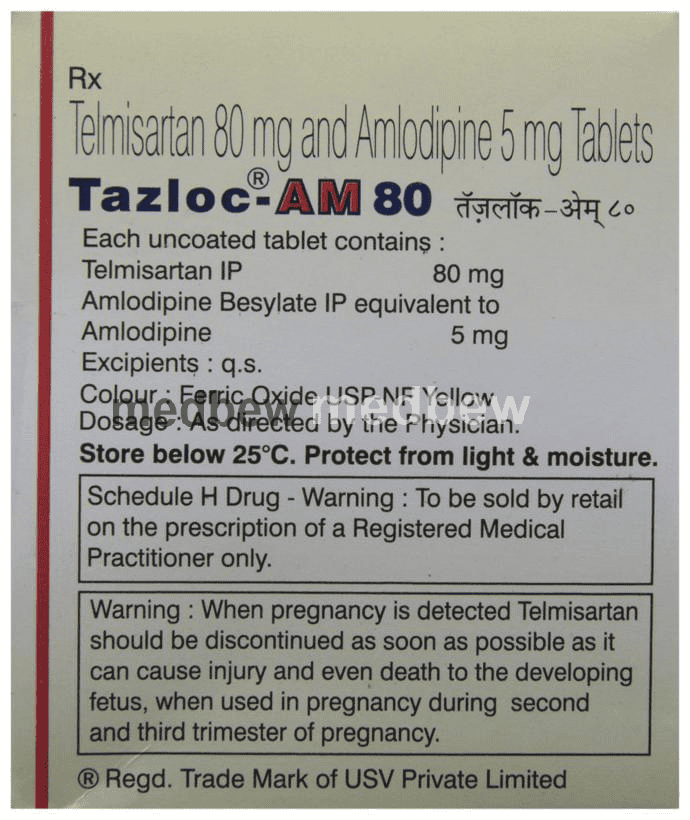 Rx
Telmisartan 80 mg and Amlodipine 5 mg Tablets
Tazloc®-AM 80 तॅज़लॉक-अेम् ८०
Each uncoated tablet contains :
Telmisartan IP 80 mg
Amlodipine Besylate IP equivalent to
Amlodipine 5 mg
Excipients : q.s.
Colour : Ferric Oxide USP-NF Yellow
medbew medbew
Dosage : As directed by the Physician.
Store below 25°C. Protect from light & moisture.
Schedule H Drug - Warning : To be sold by retail
on the prescription of a Registered Medical
Practitioner only.
Warning : When pregnancy is detected Telmisartan
should be discontinued as soon as possible as it
can cause injury and even death to the developing
fetus, when used in pregnancy during second
and third trimester of pregnancy.
® Regd. Trade Mark of USV Private Limited